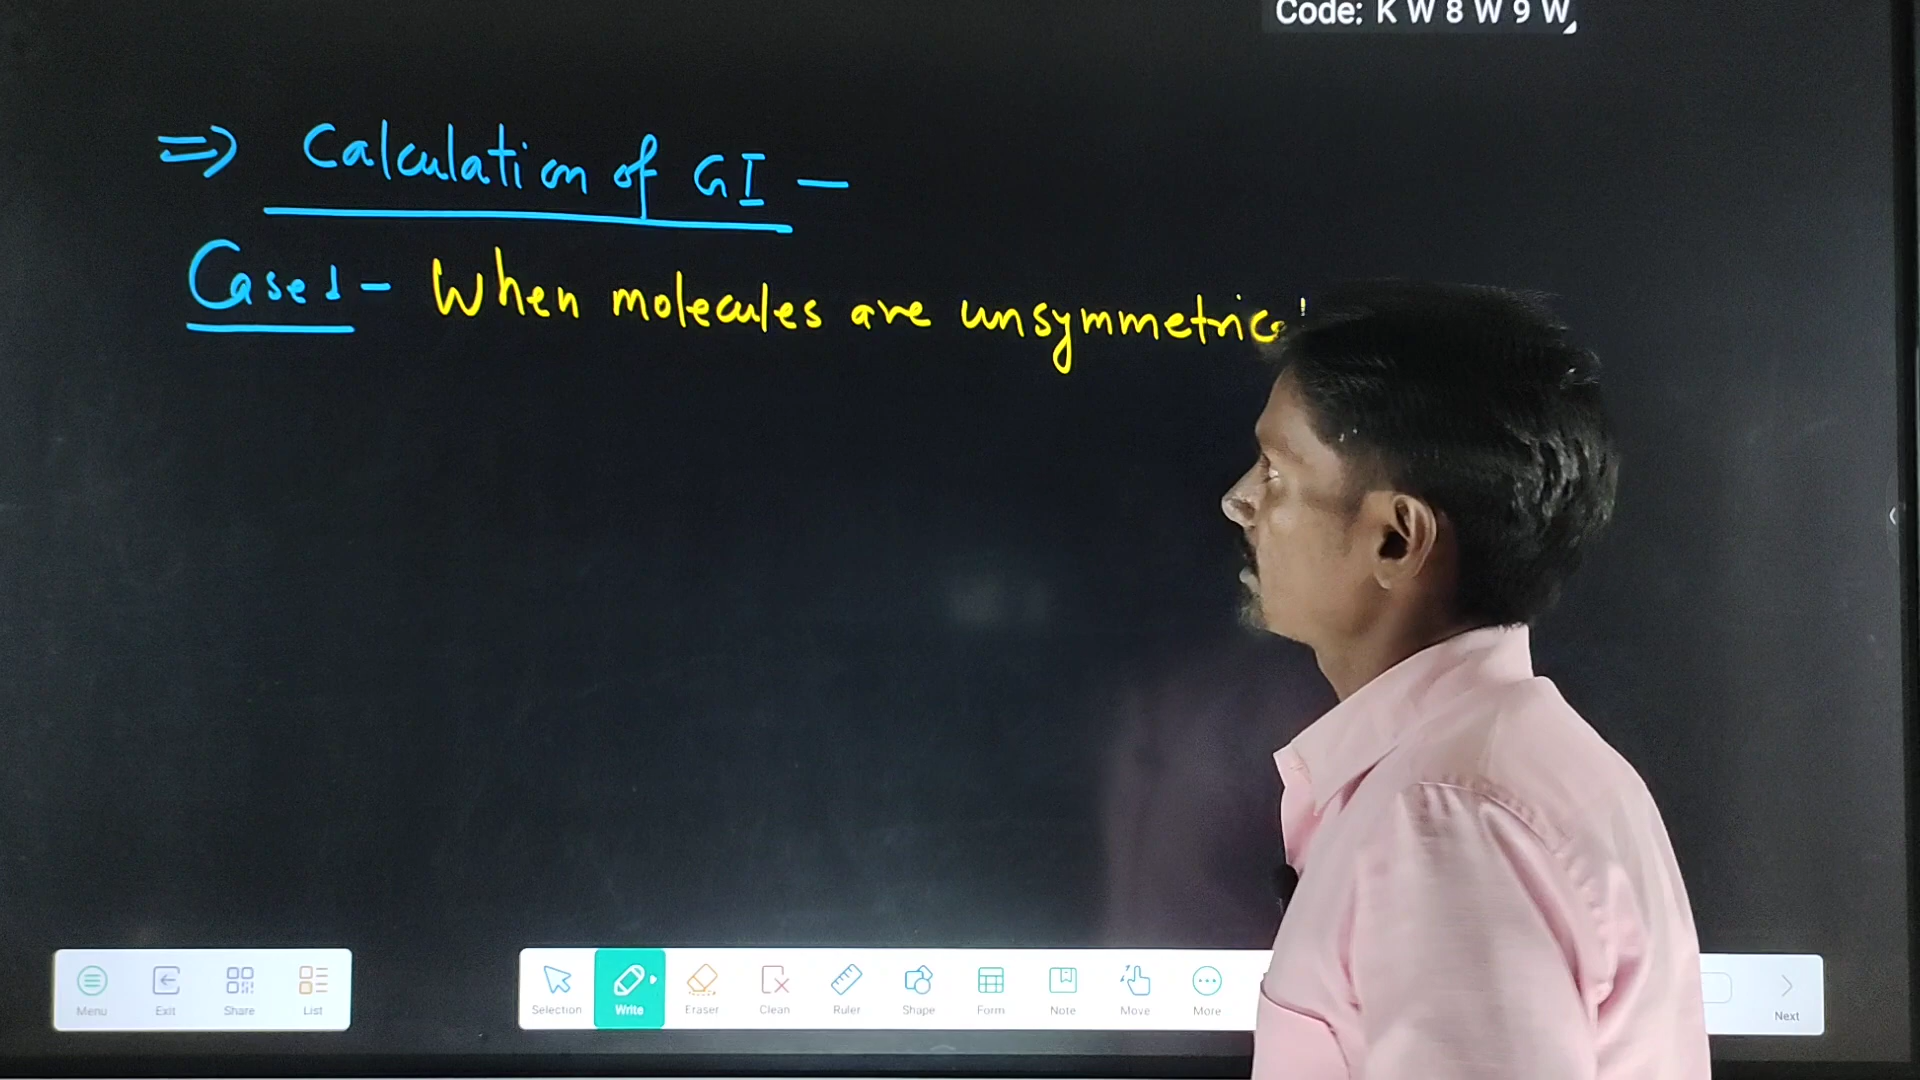 Code: K W 8 W 9 W
=> Calculation of GI -
Case 1 - When molecules are unsymmetrical
Menu Exit Share List
Selection Write Eraser Clean Ruler Shape Form Note Move More
Next